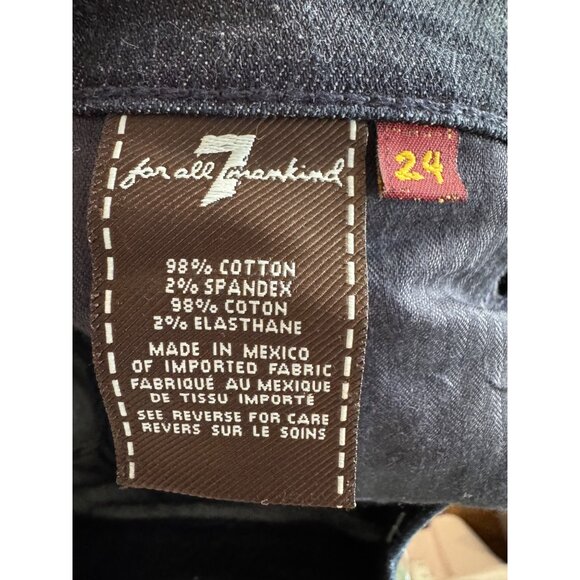 7
for all mankind
24
98% COTTON
2% SPANDEX
98% COTON
2% ELASTHANE
MADE IN MEXICO
OF IMPORTED FABRIC
FABRIQUÉ AU MEXIQUE
DE TISSU IMPORTÉ
SEE REVERSE FOR CARE
REVERS SUR LE SOINS